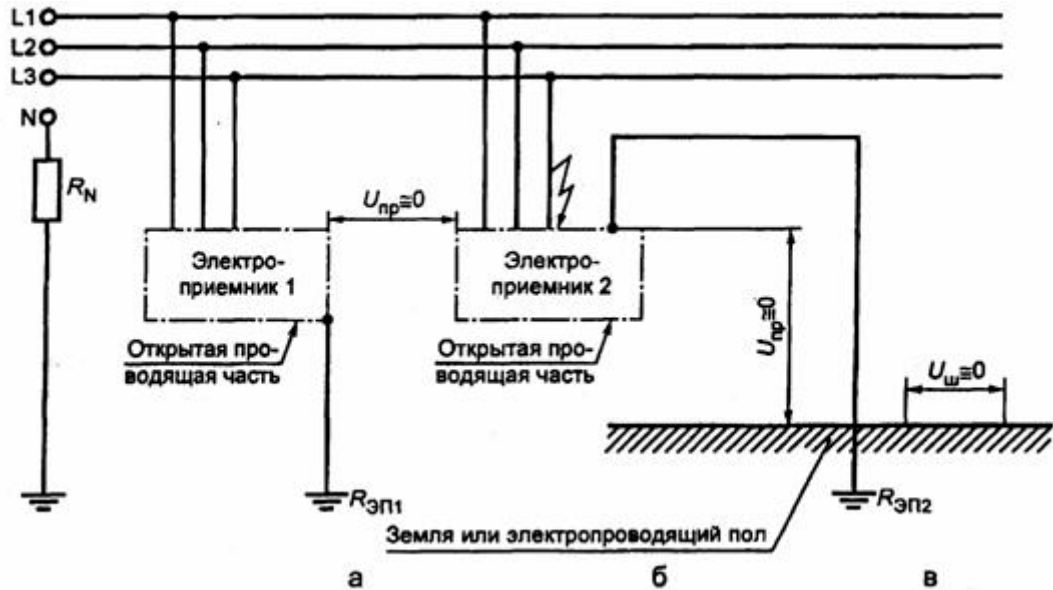 L1
L2
L3
N
R_N
U_пр≅0
Электро-
приемник 1
Электро-
приемник 2
Открытая про-
водящая часть
Открытая про-
водящая часть
U_пр≅0
U_ш≅0
R_ЭП1
R_ЭП2
Земля или электропроводящий пол
а
б
в